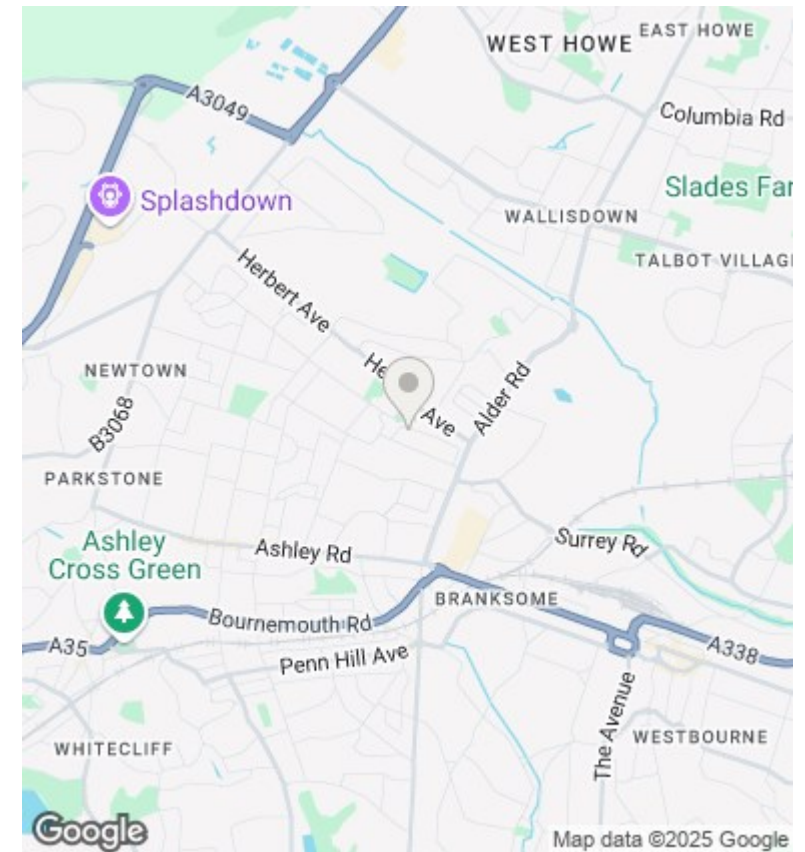 WEST HOWE
EAST HOWE
A3049
Columbia Rd
Splashdown
Slades Far
WALLISDOWN
TALBOT VILLAGE
Herbert Ave
NEWTOWN
He
Ave
Alder Rd
B3068
PARKSTONE
Ashley
Cross Green
Ashley Rd
Surrey Rd
BRANKSOME
Bournemouth Rd
A35
A338
Penn Hill Ave
The Avenue
WESTBOURNE
WHITECLIFF
Google
Map data ©2025 Google